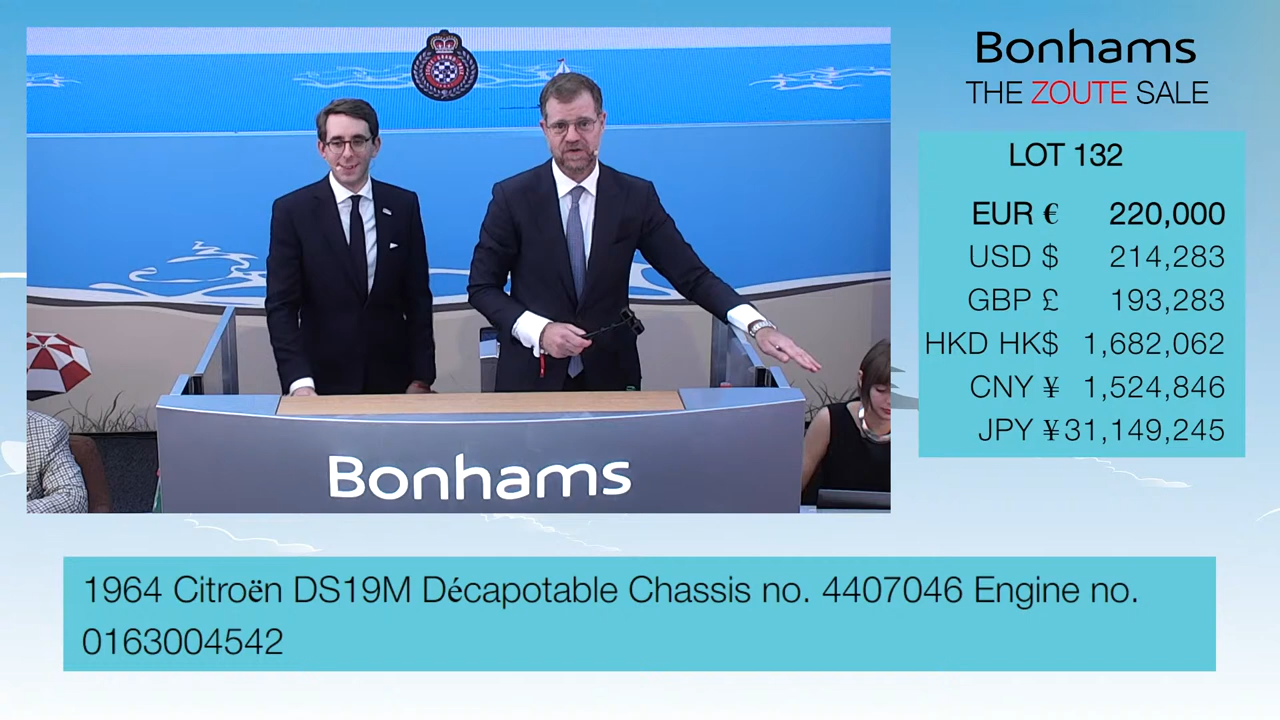 Bonhams
THE ZOUTE SALE
LOT 132
EUR € 220,000
USD $ 214,283
GBP £ 193,283
HKD HK$ 1,682,062
CNY ¥ 1,524,846
JPY ¥ 31,149,245
Bonhams
1964 Citroën DS19M Décapotable Chassis no. 4407046 Engine no.
0163004542